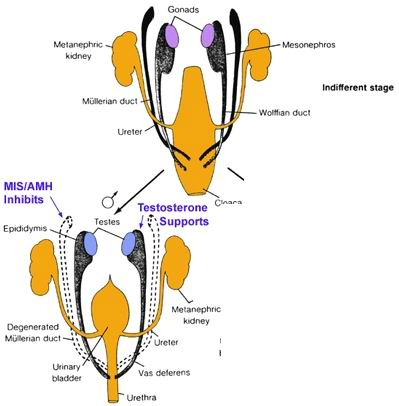 Gonads
Metanephric
kidney
Mesonephros
Indifferent stage
Müllerian duct
Wolffian duct
Ureter
Cloaca
MIS/AMH
Inhibits
♂
Testosterone
Supports
Testes
Epididymis
Metanephric
kidney
Degenerated
Müllerian duct
Ureter
Urinary
bladder
Vas deferens
Urethra